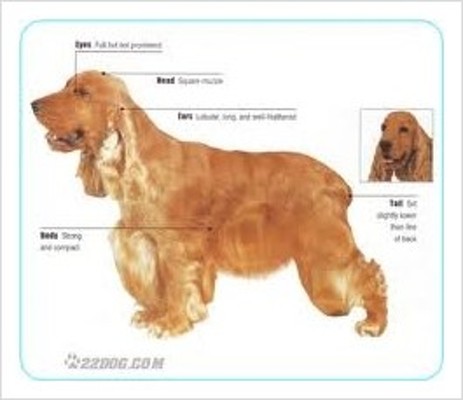 Eyes Full but not prominent
Head Square muzzle
Ears Lobular, long, and well-feathered
Tail Set
slightly lower
than line
of back
Body Strong
and compact
22DOG.COM